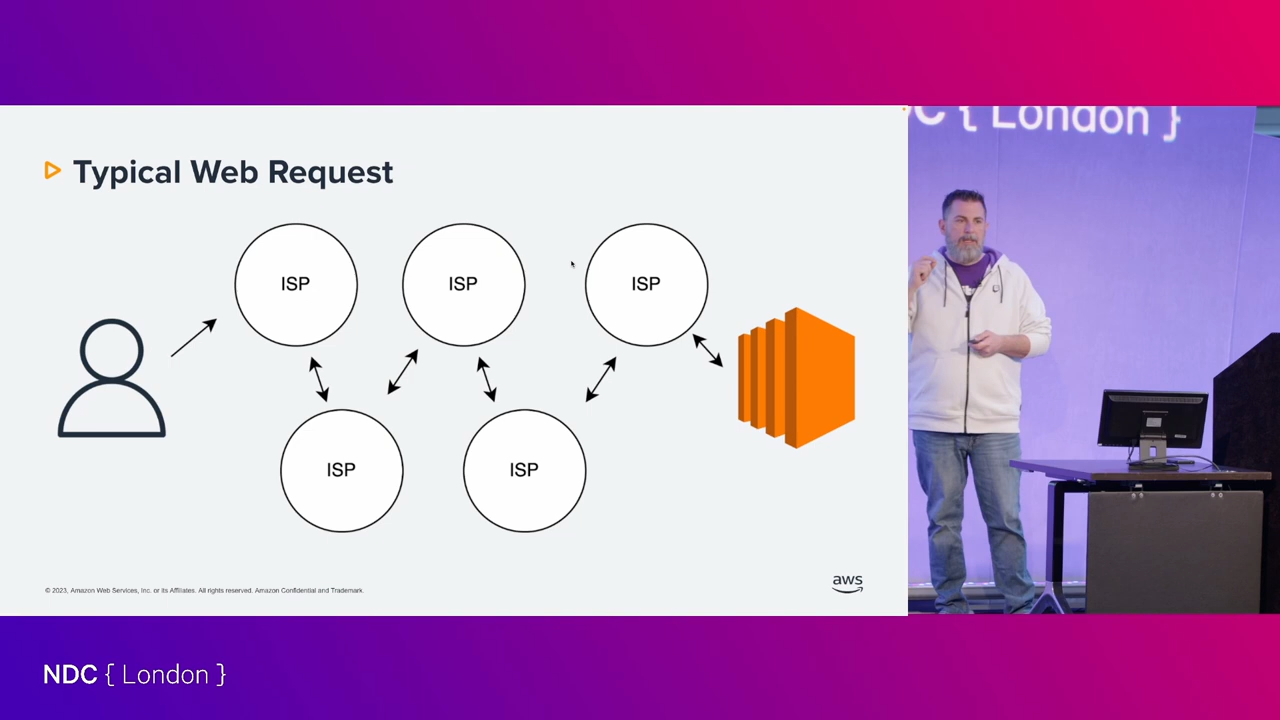 C { London }
Typical Web Request
ISP
ISP
ISP
ISP
ISP
© 2023, Amazon Web Services, Inc. or its Affiliates. All rights reserved. Amazon Confidential and Trademark.
aws
NDC { London }